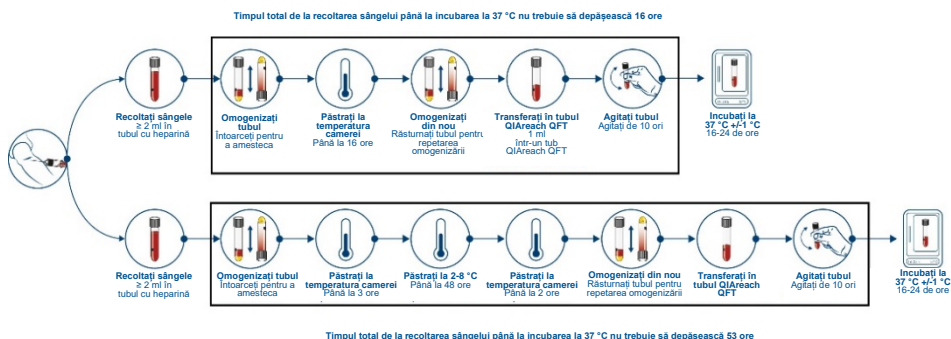 Timpul total de la recoltarea sângelui până la incubarea la 37 °C nu trebuie să depășească 16 ore
Recoltați sângele
≥ 2 ml în
tubul cu heparină
Omogenizați
tubul
Întoarceți pentru
a amesteca
Păstrați la
temperatura
camerei
Până la 16 ore
Omogenizați
din nou
Răsturnați tubul pentru
repetarea
omogenizării
Transferați în tubul
QIAreach QFT
1 ml
într-un tub
QIAreach QFT
Agitați tubul
Agitați de 10 ori
Incubați la
37 °C +/-1 °C
16-24 de ore
Recoltați sângele
≥ 2 ml în
tubul cu heparină
Omogenizați tubul
Întoarceți pentru a
amesteca
Păstrați la
temperatura camerei
Până la 3 ore
Păstrați la 2-8 °C
Până la 48 ore
Păstrați la
temperatura camerei
Până la 2 ore
Omogenizați din nou
Răsturnați tubul pentru
repetarea omogenizării
Transferați în
tubul QIAreach
QFT
Agitați tubul
Agitați de 10 ori
Incubați la
37 °C +/-1 °C
16-24 de ore
Timpul total de la recoltarea sângelui până la incubarea la 37 °C nu trebuie să depășească 53 ore